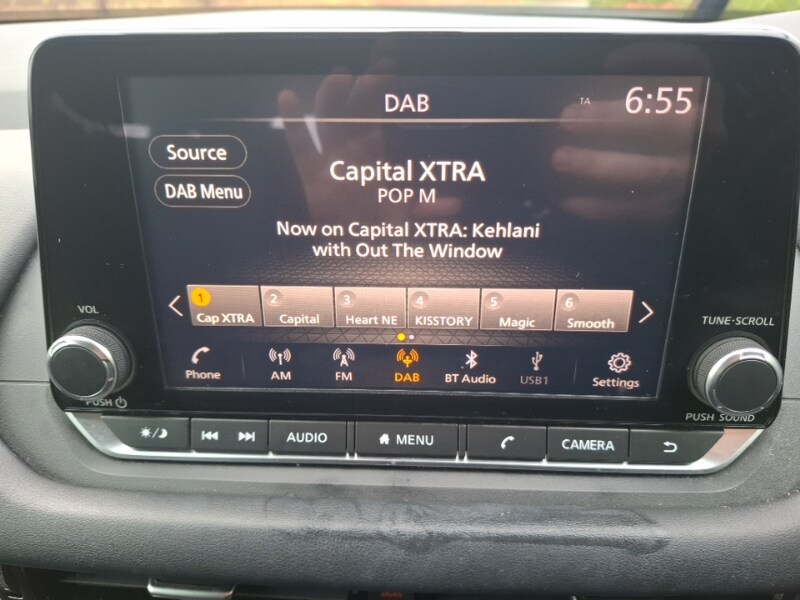 DAB
TA
6:55
Source
DAB Menu
Capital XTRA
POP M
Now on Capital XTRA: Kehlani
with Out The Window
1 Cap XTRA
2 Capital
3 Heart NE
4 KISSTORY
5 Magic
6 Smooth
Phone
AM
FM
DAB
BT Audio
USB1
Settings
VOL
PUSH
TUNE·SCROLL
PUSH SOUND
AUDIO
MENU
CAMERA